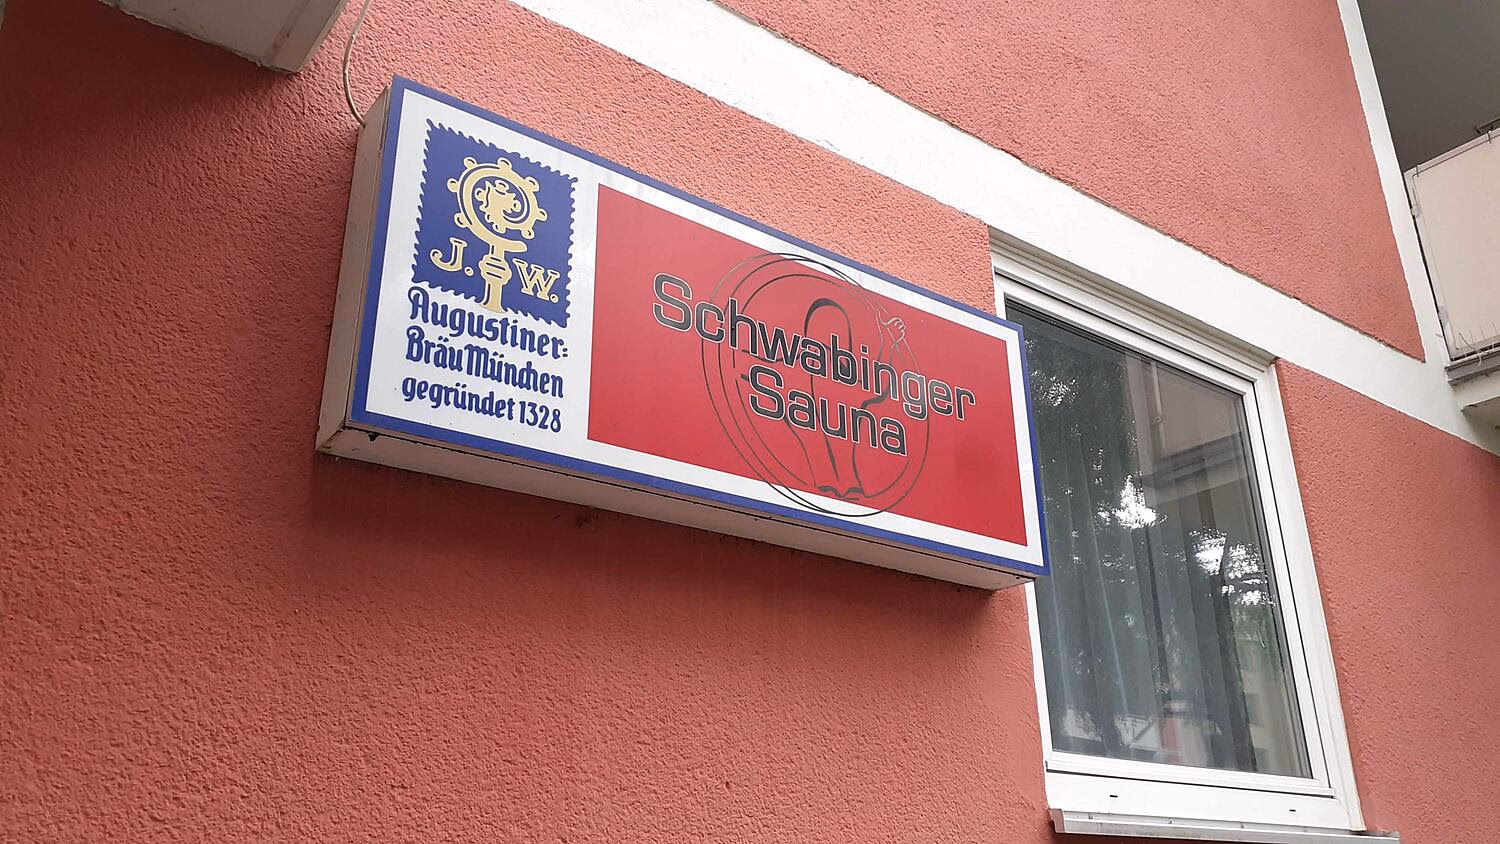 J. W.
Augustiner-
Bräu München
gegründet 1328
Schwabinger
Sauna